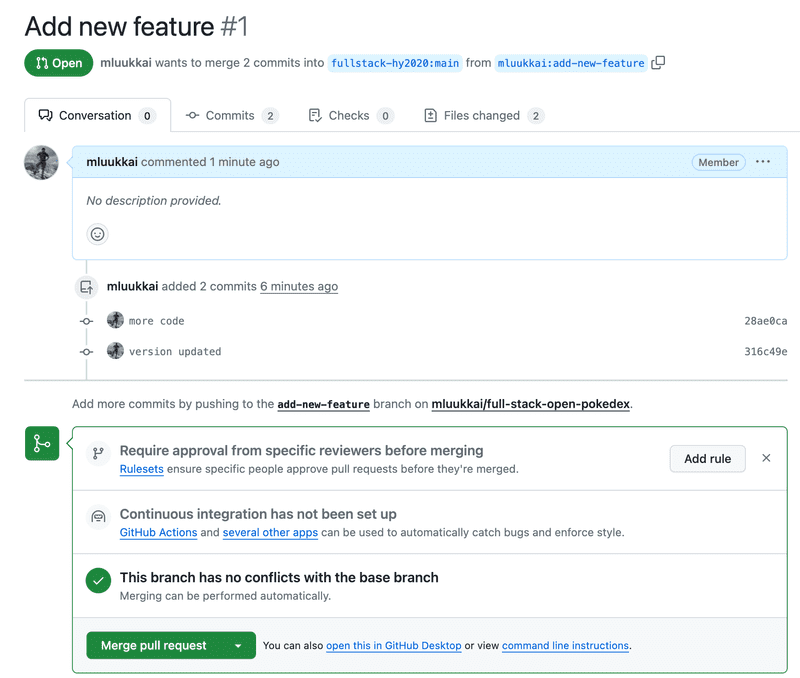 Add new feature #1
Open mluukkai wants to merge 2 commits into fullstack-hy2020:main from mluukkai:add-new-feature
Conversation 0 Commits 2 Checks 0 Files changed 2
mluukkai commented 1 minute ago Member ···
No description provided.
mluukkai added 2 commits 6 minutes ago
more code 28ae0ca
version updated 316c49e
Add more commits by pushing to the add-new-feature branch on mluukkai/full-stack-open-pokedex.
Require approval from specific reviewers before merging
Rulesets ensure specific people approve pull requests before they're merged.
Add rule
Continuous integration has not been set up
GitHub Actions and several other apps can be used to automatically catch bugs and enforce style.
This branch has no conflicts with the base branch
Merging can be performed automatically.
Merge pull request You can also open this in GitHub Desktop or view command line instructions.